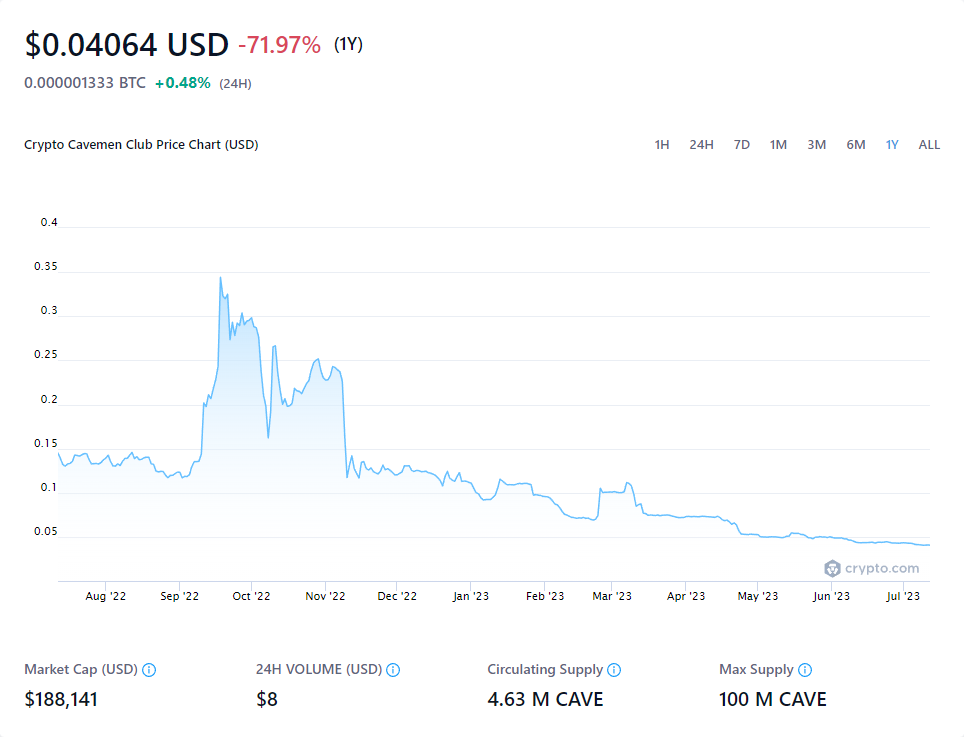 $0.04064 USD -71.97% (1Y)
0.000001333 BTC +0.48% (24H)
Crypto Cavemen Club Price Chart (USD) 1H 24H 7D 1M 3M 6M 1Y ALL
0.4
0.35
0.3
0.25
0.2
0.15
0.1
0.05
crypto.com
Aug '22 Sep '22 Oct '22 Nov '22 Dec '22 Jan '23 Feb '23 Mar '23 Apr '23 May '23 Jun '23 Jul '23
Market Cap (USD) 24H VOLUME (USD) Circulating Supply Max Supply
$188,141 $8 4.63 M CAVE 100 M CAVE